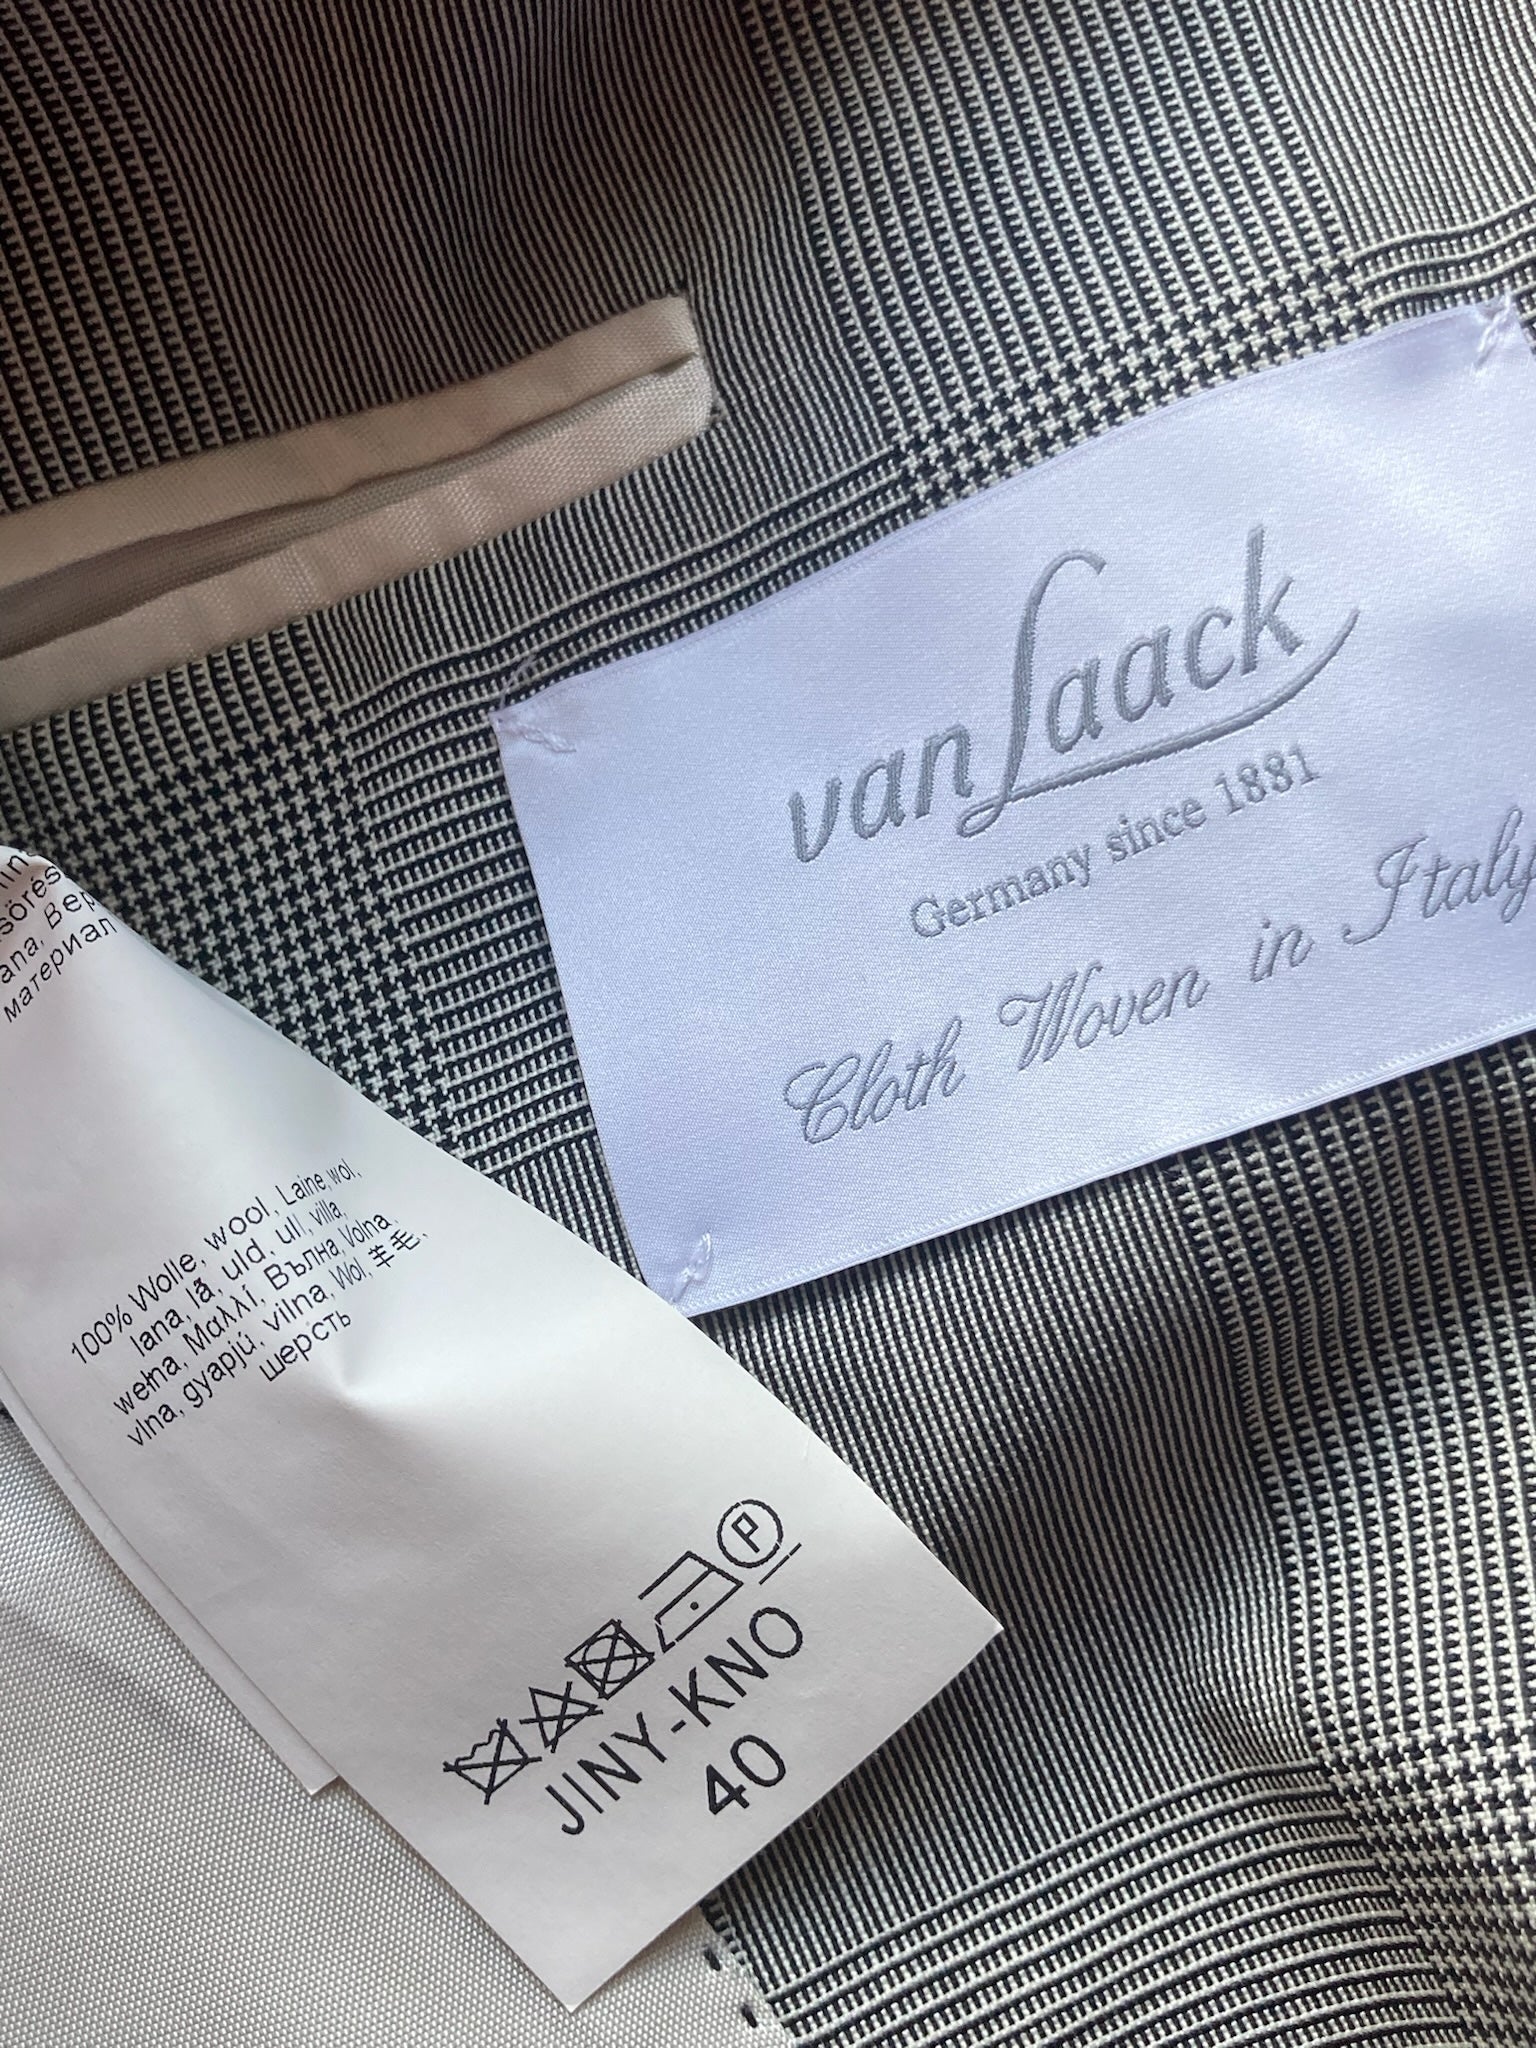 van Laack
Germany since 1881
Cloth Woven in Italy
материал
100% Wolle, wool, Laine, wol,
lana, lã, uld, ull, villa,
wełna, Μαλλί, Вълна, Volna,
vlna, gyapjú, vilna, Wol, 羊毛,
шерсть
P
JINY-KNO
40